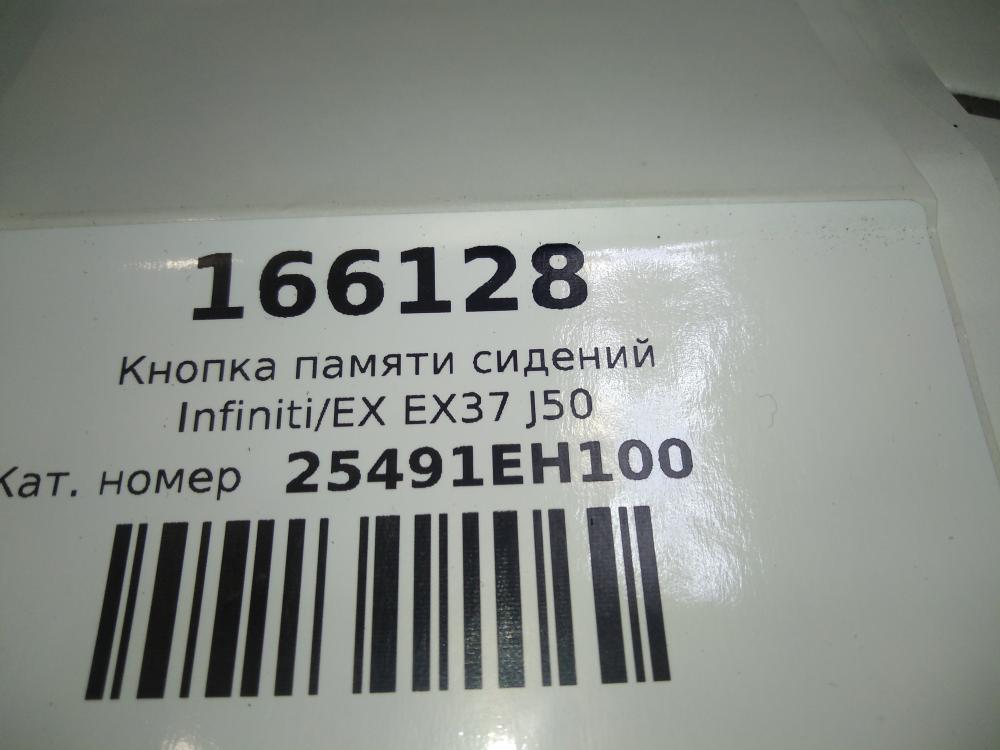 166128
Кнопка памяти сидений
Infiniti/EX EX37 J50
Кат. номер 25491EH100